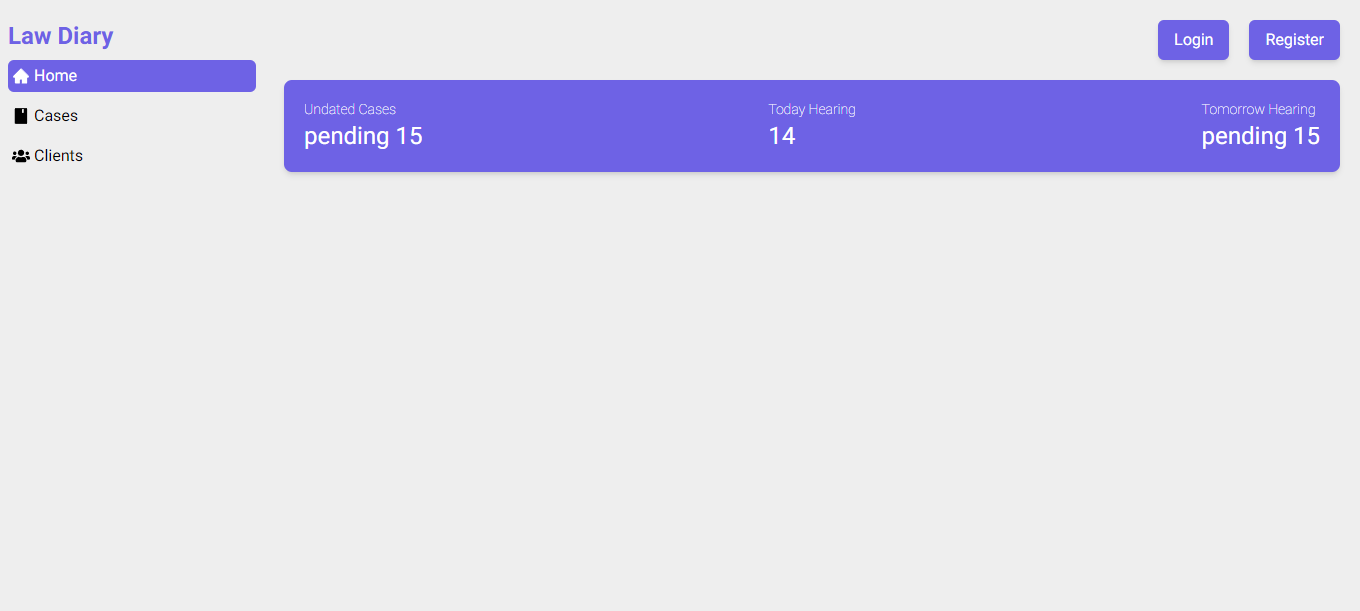 Law Diary
Home
Cases
Clients
Login
Register
Undated Cases
pending 15
Today Hearing
14
Tomorrow Hearing
pending 15